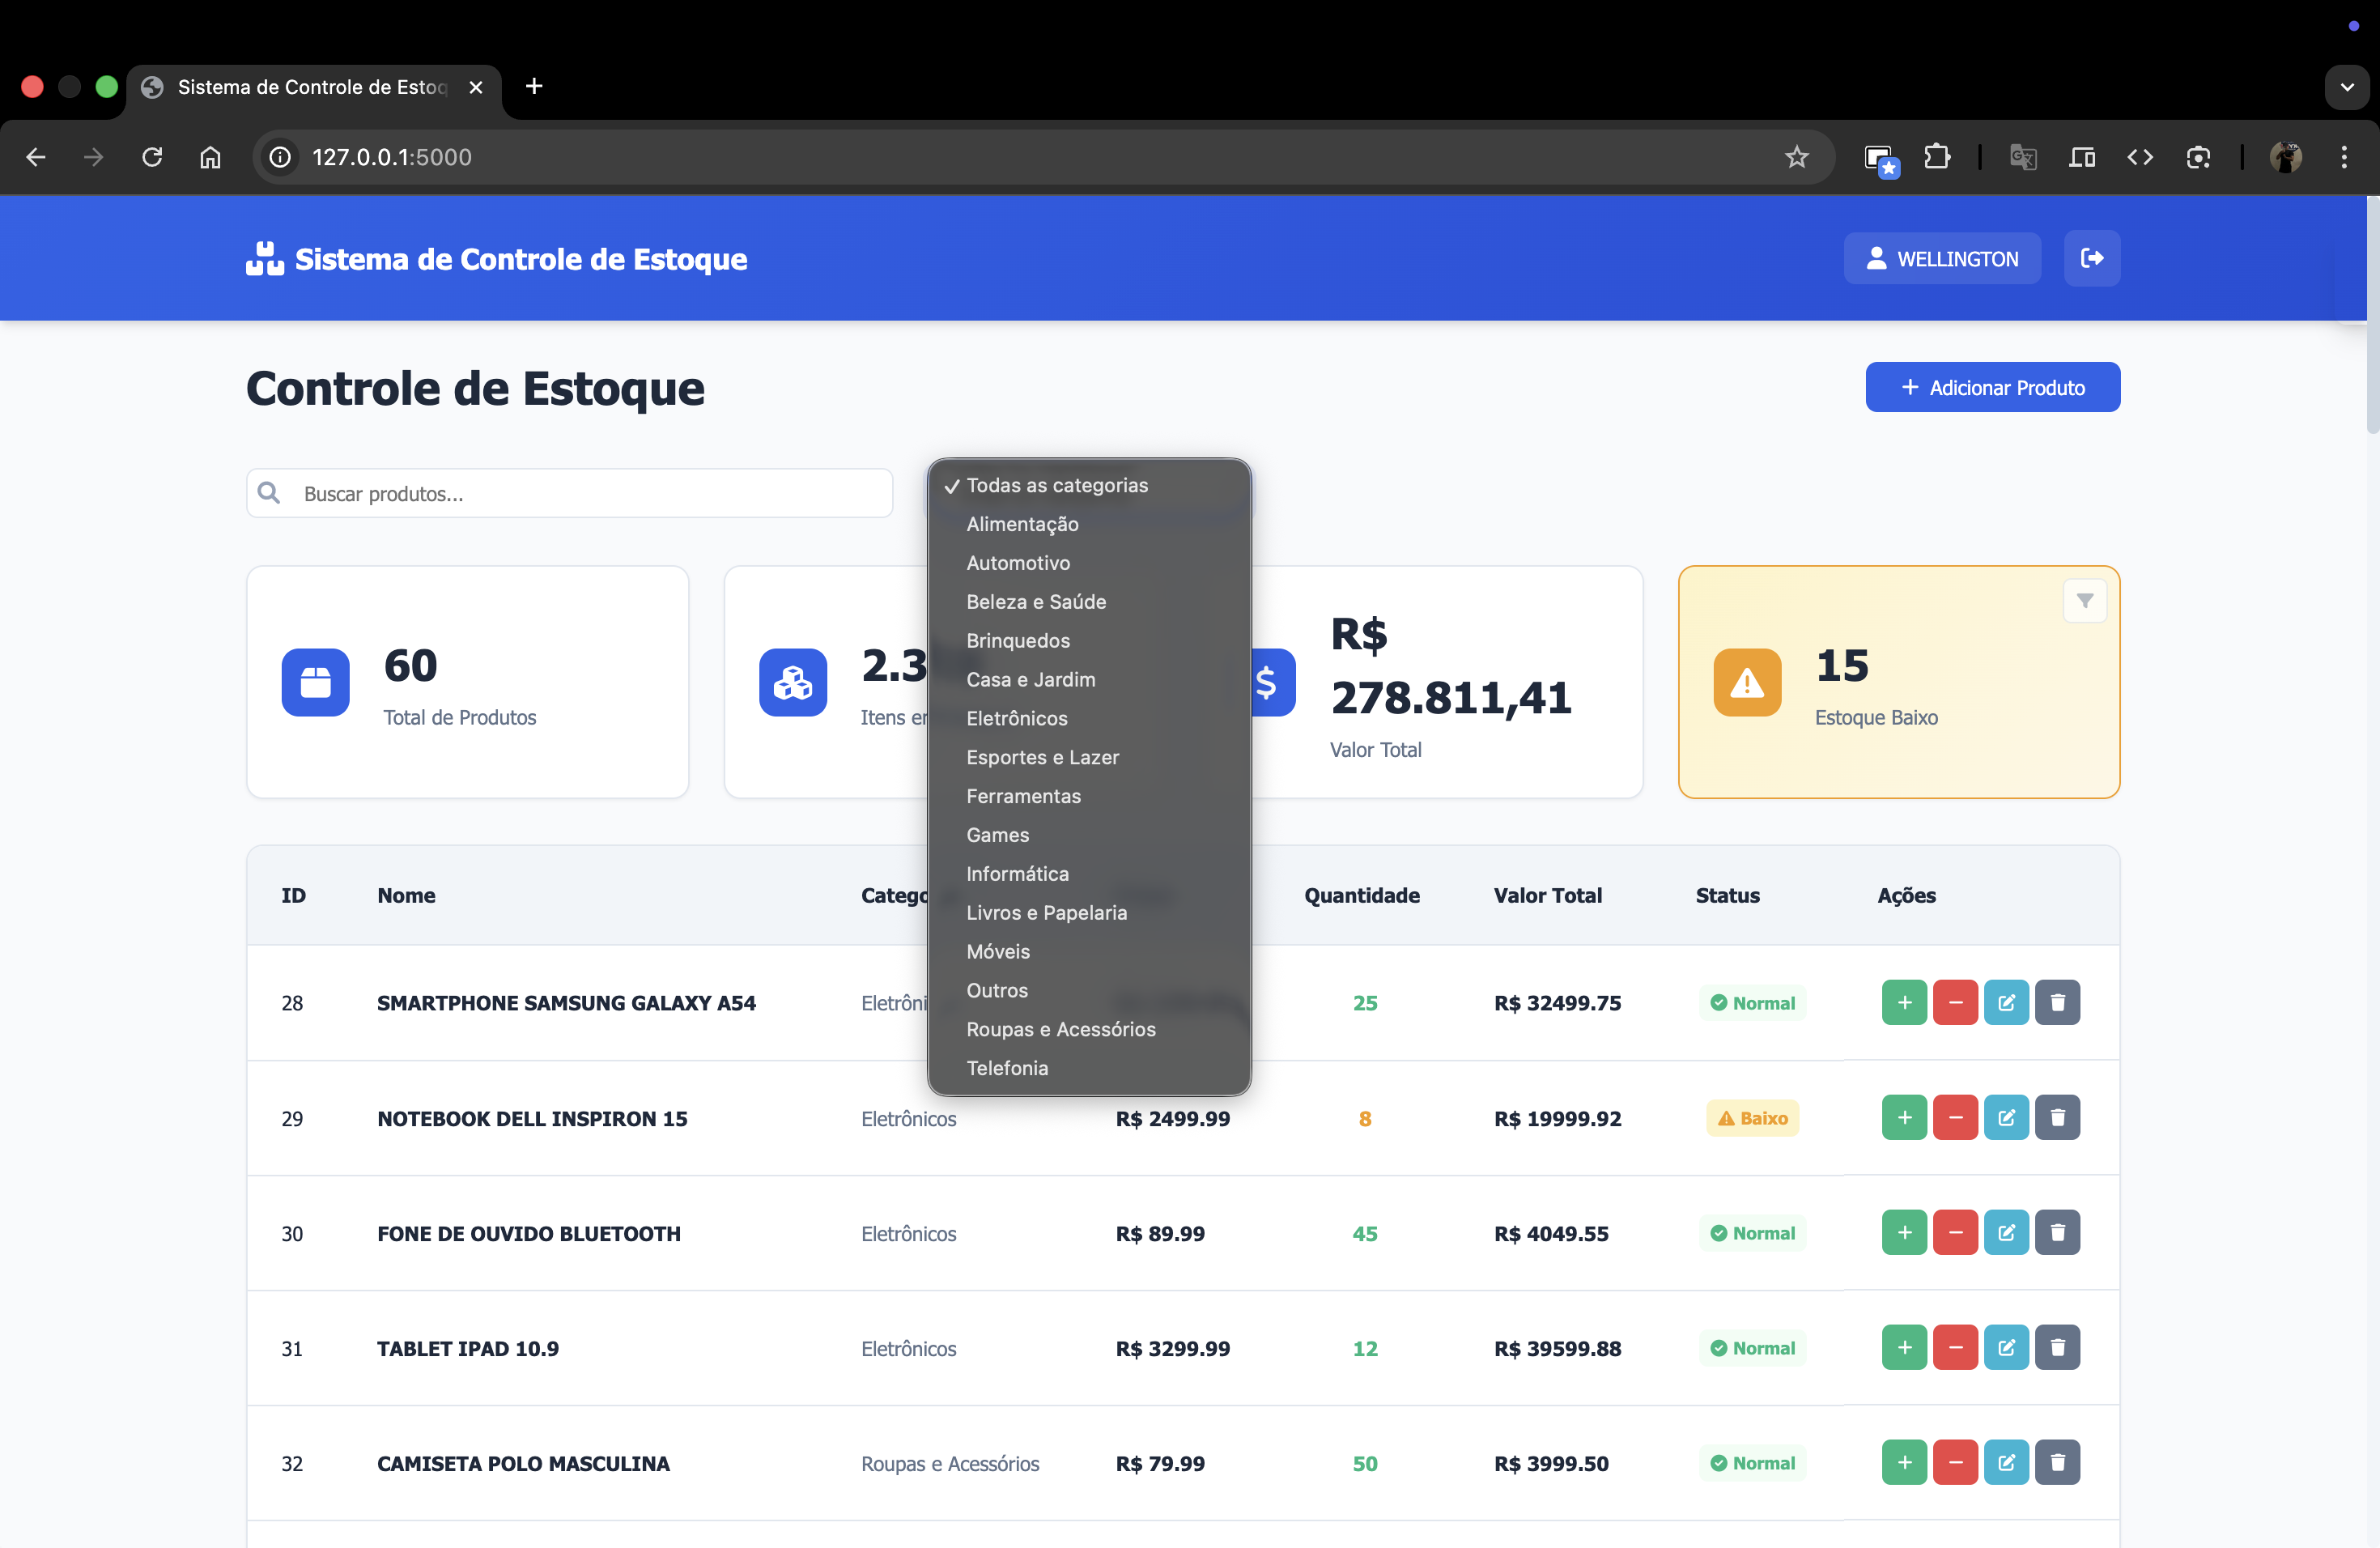 Sistema de Controle de Estoq
127.0.0.1:5000
Sistema de Controle de Estoque
WELLINGTON
Controle de Estoque
+ Adicionar Produto
Buscar produtos...
✓ Todas as categorias
Alimentação
Automotivo
Beleza e Saúde
Brinquedos
Casa e Jardim
Eletrônicos
Esportes e Lazer
Ferramentas
Games
Informática
Livros e Papelaria
Móveis
Outros
Roupas e Acessórios
Telefonia
60
Total de Produtos
2.3
Itens
R$
278.811,41
Valor Total
15
Estoque Baixo
ID Nome Catego Quantidade Valor Total Status Ações
28 SMARTPHONE SAMSUNG GALAXY A54 Eletrôni 25 R$ 32499.75 Normal
29 NOTEBOOK DELL INSPIRON 15 Eletrônicos R$ 2499.99 8 R$ 19999.92 Baixo
30 FONE DE OUVIDO BLUETOOTH Eletrônicos R$ 89.99 45 R$ 4049.55 Normal
31 TABLET IPAD 10.9 Eletrônicos R$ 3299.99 12 R$ 39599.88 Normal
32 CAMISETA POLO MASCULINA Roupas e Acessórios R$ 79.99 50 R$ 3999.50 Normal